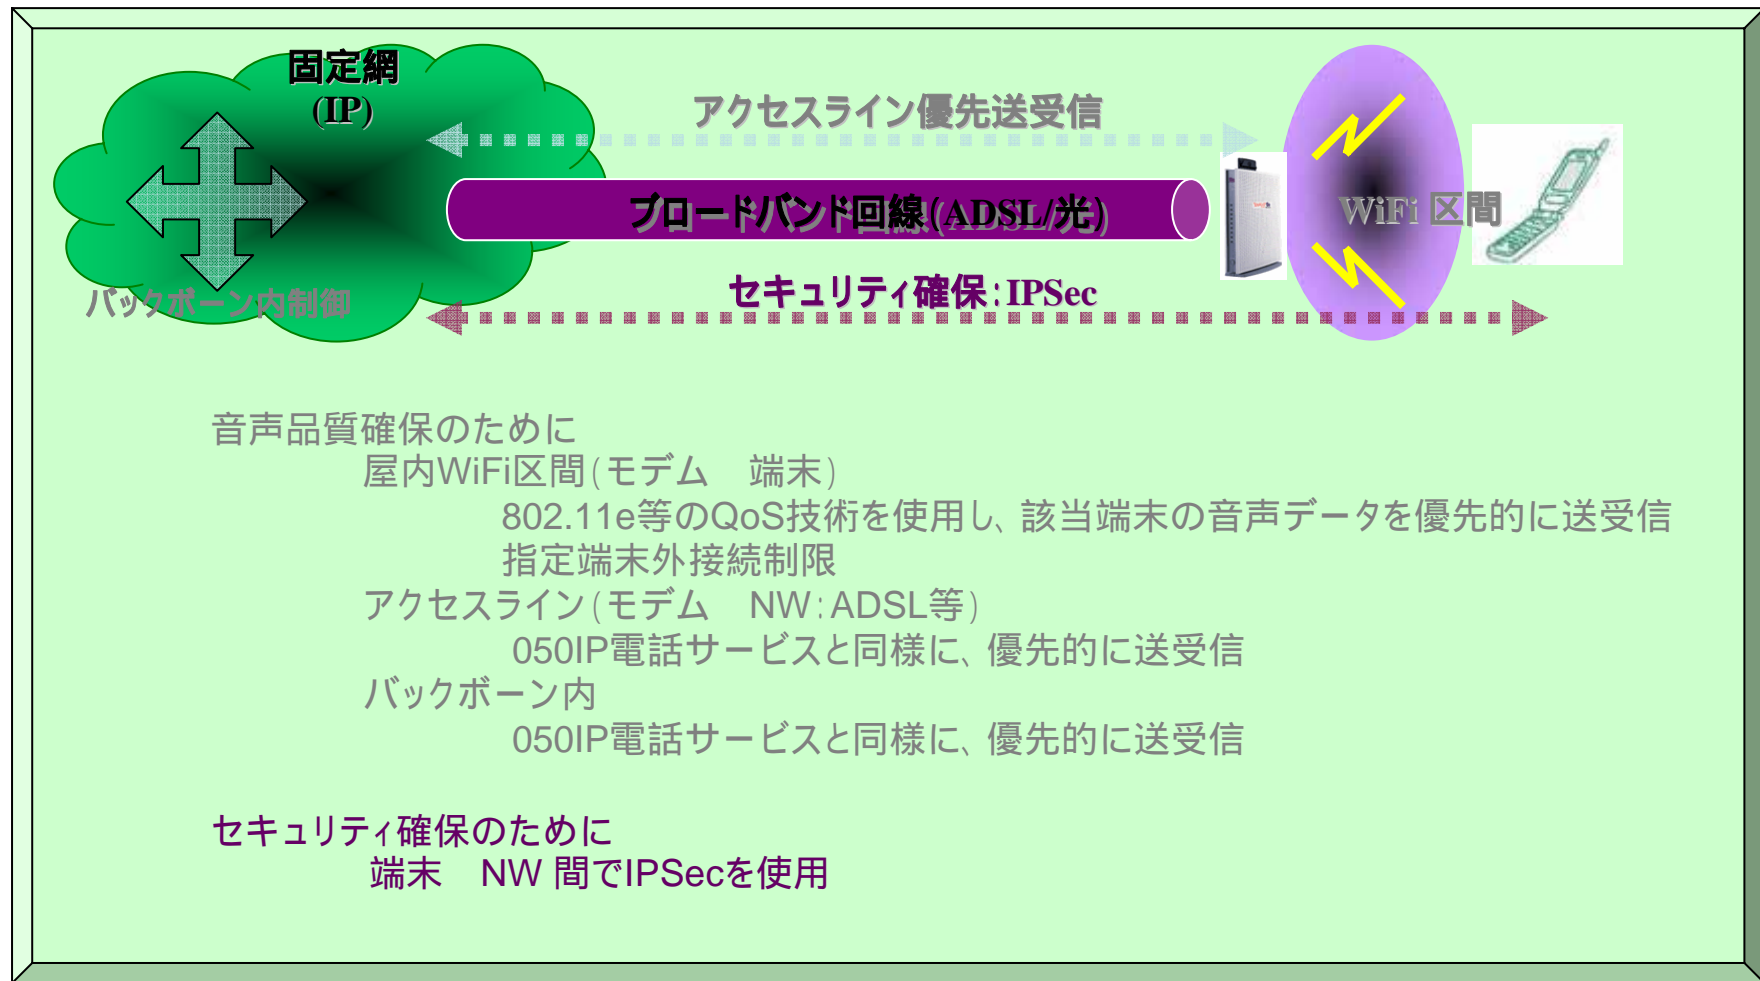 固定網
(IP)
アクセスライン優先送受信
ブロードバンド回線(ADSL/光)
WiFi 区間
セキュリティ確保:IPSec
バックボーン内制御
音声品質確保のために
屋内WiFi区間(モデム　端末)
802.11e等のQoS技術を使用し、該当端末の音声データを優先的に送受信
指定端末外接続制限
アクセスライン(モデム　NW:ADSL等)
050IP電話サービスと同様に、優先的に送受信
バックボーン内
050IP電話サービスと同様に、優先的に送受信
セキュリティ確保のために
端末　NW 間でIPSecを使用